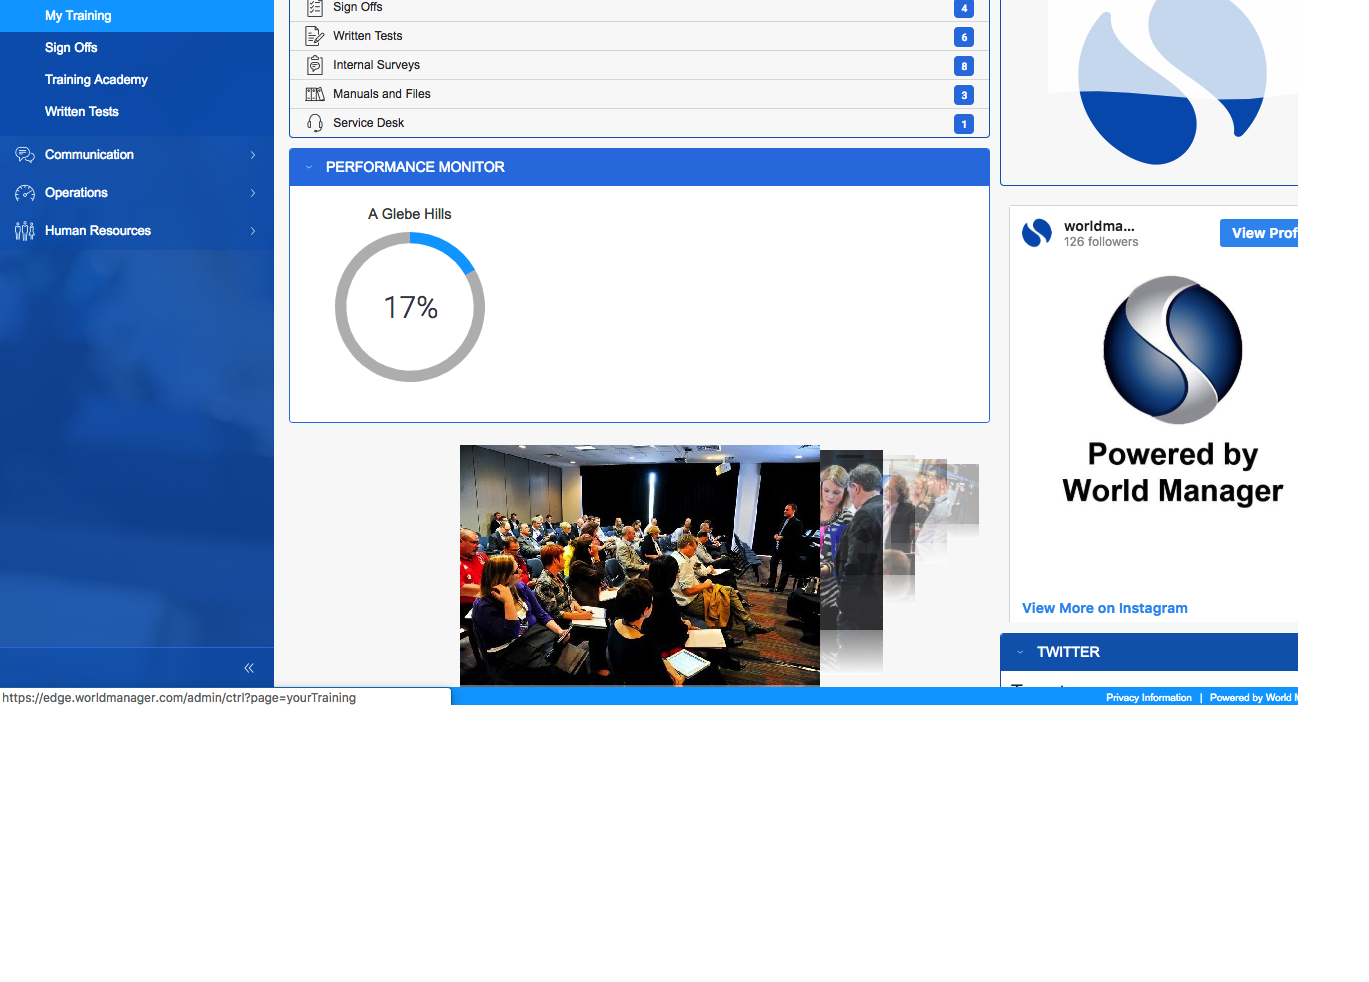 My Training
Sign Offs
Training Academy
Written Tests
Communication
Operations
Human Resources
Sign Offs 4
Written Tests 6
Internal Surveys 8
Manuals and Files 3
Service Desk 1
PERFORMANCE MONITOR
A Glebe Hills
17%
worldma...
126 followers
View Prof
Powered by
World Manager
View More on Instagram
TWITTER
https://edge.worldmanager.com/admin/ctrl?page=yourTraining
Privacy Information | Powered by World